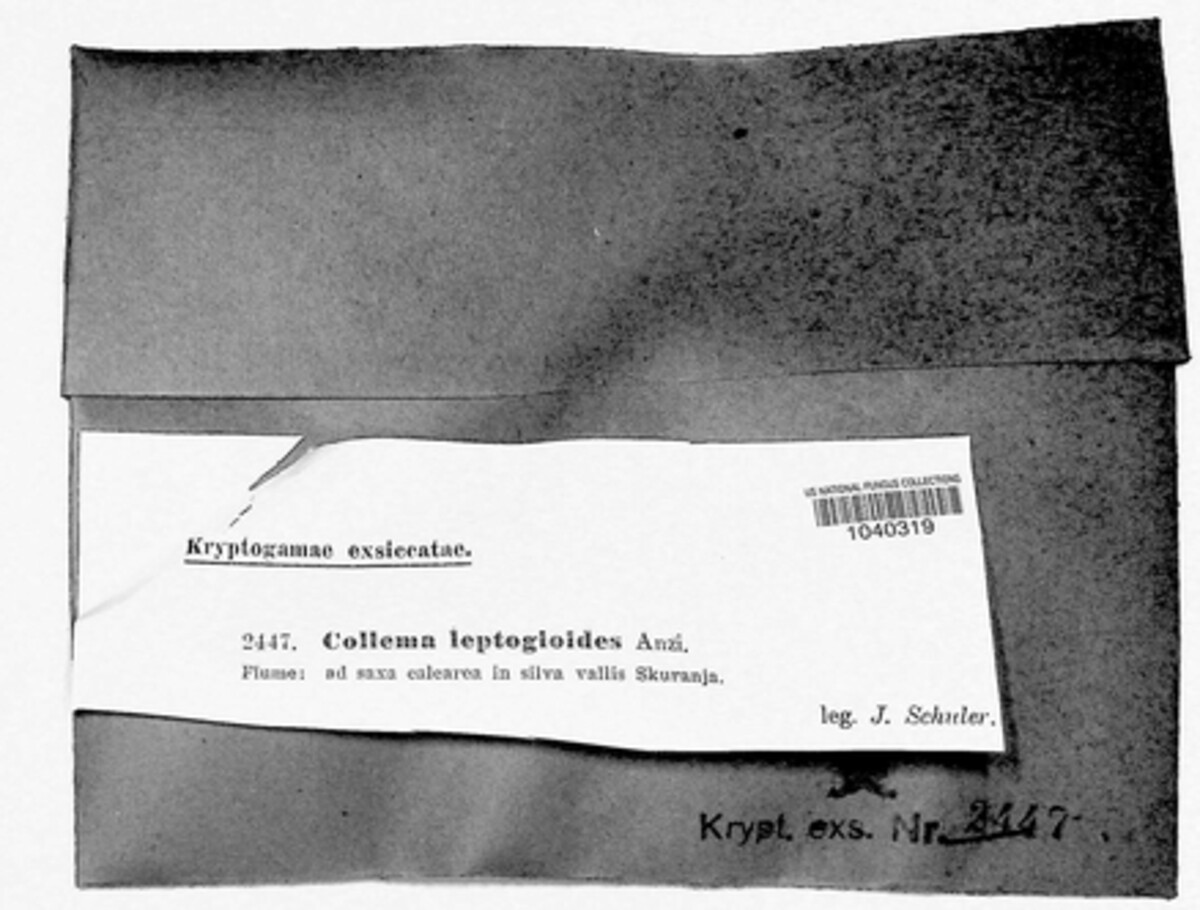 US NATIONAL FUNGUS COLLECTIONS
1040319
Kryptogamae exsiccatae.
2447. Collema leptogioides Anzi.
Fiume: ad saxa calcarea in silva vallis Skuranja.
leg. J. Schuler.
Krypt. exs. Nr. 2447